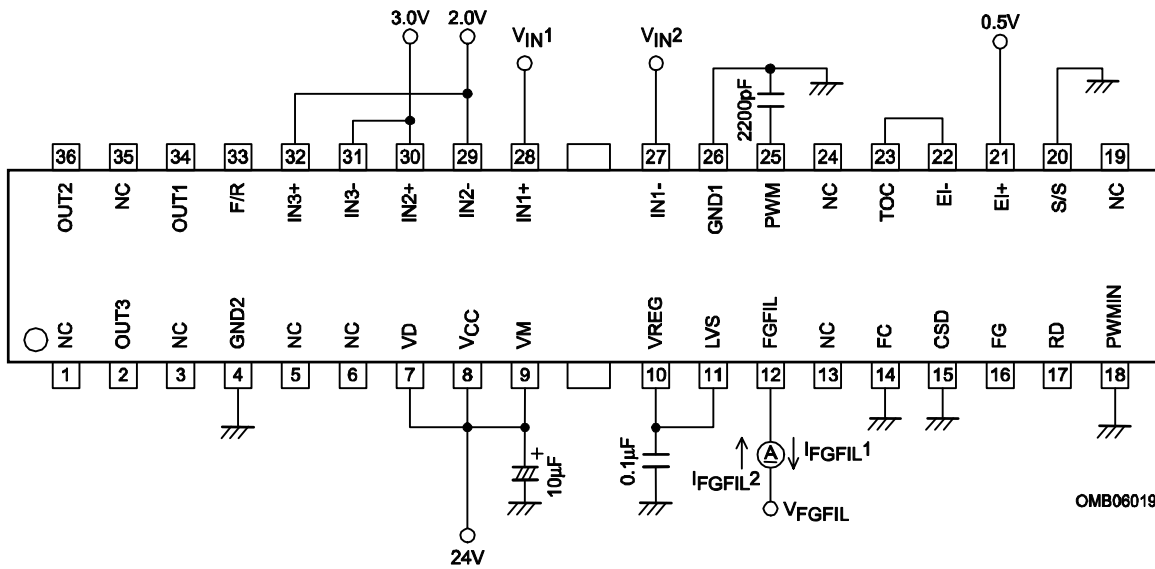 3.0V 2.0V
VIN1 VIN2 0.5V
2200pF
36 35 34 33 32 31 30 29 28 27 26 25 24 23 22 21 20 19
OUT2 NC OUT1 F/R IN3+ IN3- IN2+ IN2- IN1+ IN1- GND1 PWM NC TOC EI- EI+ S/S NC
NC OUT3 NC GND2 NC NC VD VCC VM VREG LVS FGFIL NC FC CSD FG RD PWMIN
1 2 3 4 5 6 7 8 9 10 11 12 13 14 15 16 17 18
+
10µF
0.1µF
A
IFGFIL1
IFGFIL2
VFGFIL
OMB06019
24V